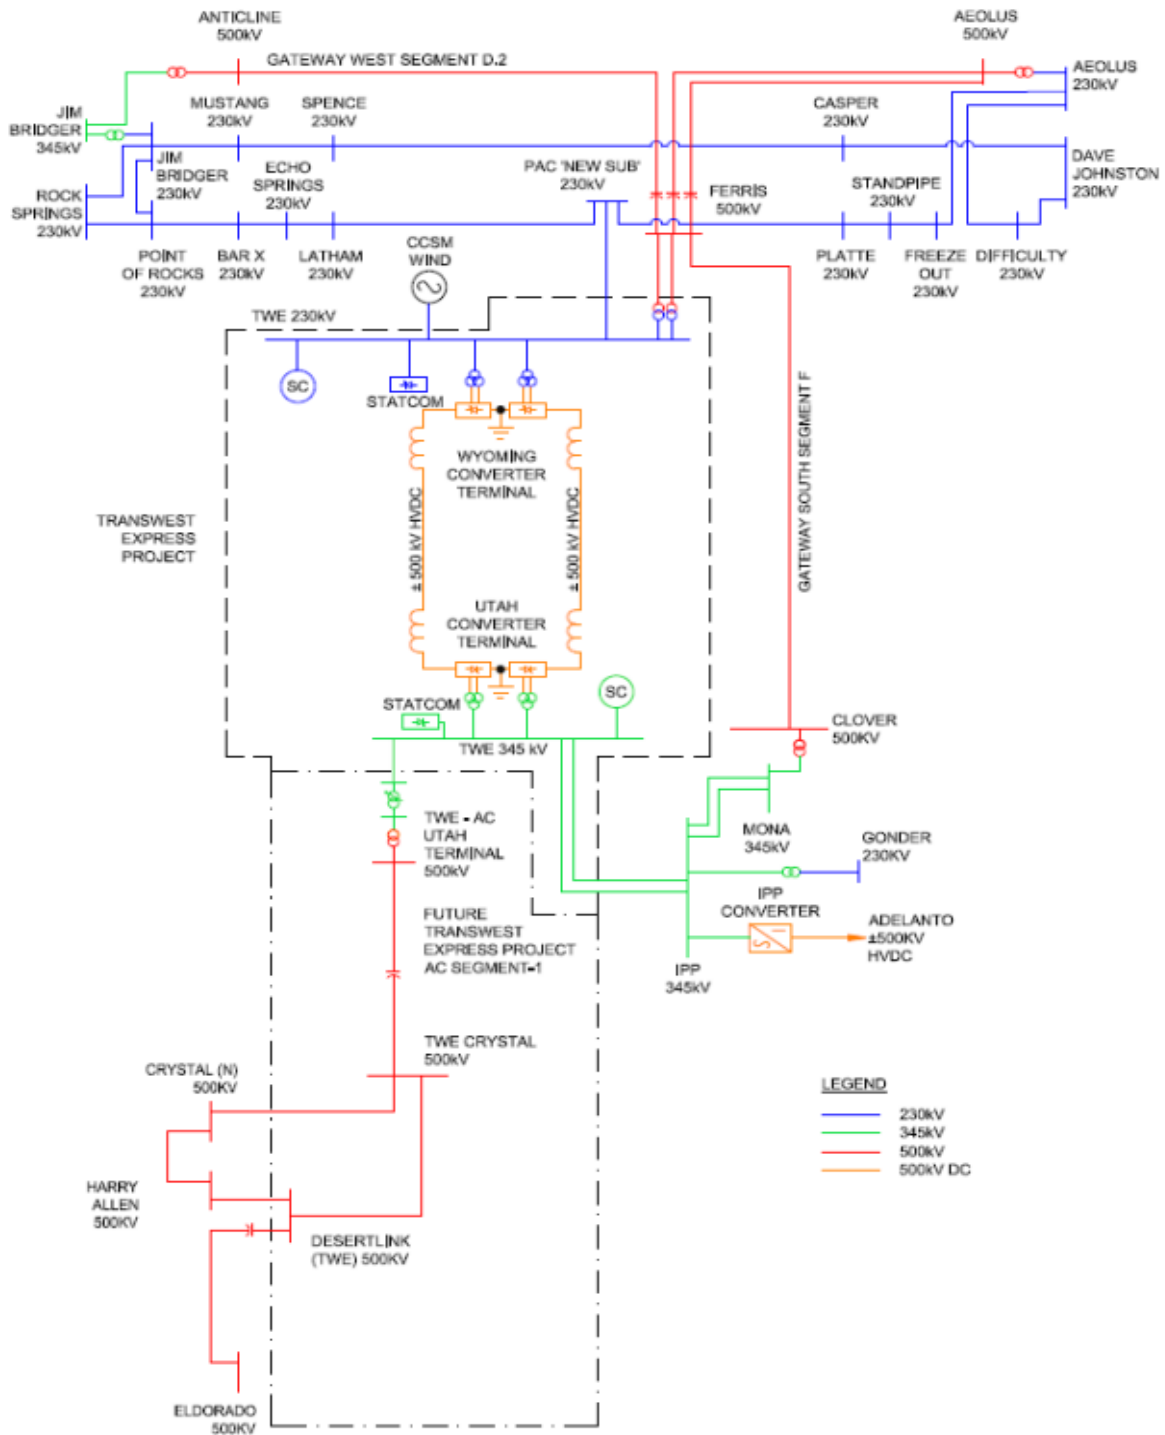 ANTICLINE
500kV
AEOLUS
500kV
GATEWAY WEST SEGMENT D.2
AEOLUS
230kV
JIM
BRIDGER
345kV
MUSTANG
230kV
SPENCE
230kV
CASPER
230kV
JIM
BRIDGER
230kV
ECHO
SPRINGS
230kV
PAC 'NEW SUB'
230kV
FERRIS
500kV
STANDPIPE
230kV
DAVE
JOHNSTON
230kV
ROCK
SPRINGS
230kV
POINT
OF ROCKS
230kV
BAR X
230kV
LATHAM
230kV
CCSM
WIND
PLATTE
230kV
FREEZE
OUT
230kV
DIFFICULTY
230kV
TWE 230kV
SC
STATCOM
WYOMING
CONVERTER
TERMINAL
± 500 kV HVDC
± 500 kV HVDC
GATEWAY SOUTH SEGMENT F
TRANSWEST
EXPRESS
PROJECT
UTAH
CONVERTER
TERMINAL
STATCOM
SC
TWE 345 kV
CLOVER
500KV
TWE - AC
UTAH
TERMINAL
500kV
MONA
345kV
GONDER
230KV
IPP
CONVERTER
S
ADELANTO
±500KV
HVDC
IPP
345kV
FUTURE
TRANSWEST
EXPRESS PROJECT
AC SEGMENT-1
TWE CRYSTAL
500kV
CRYSTAL (N)
500KV
HARRY
ALLEN
500KV
DESERTLINK
(TWE) 500KV
ELDORADO
500KV
LEGEND
230kV
345kV
500kV
500kV DC